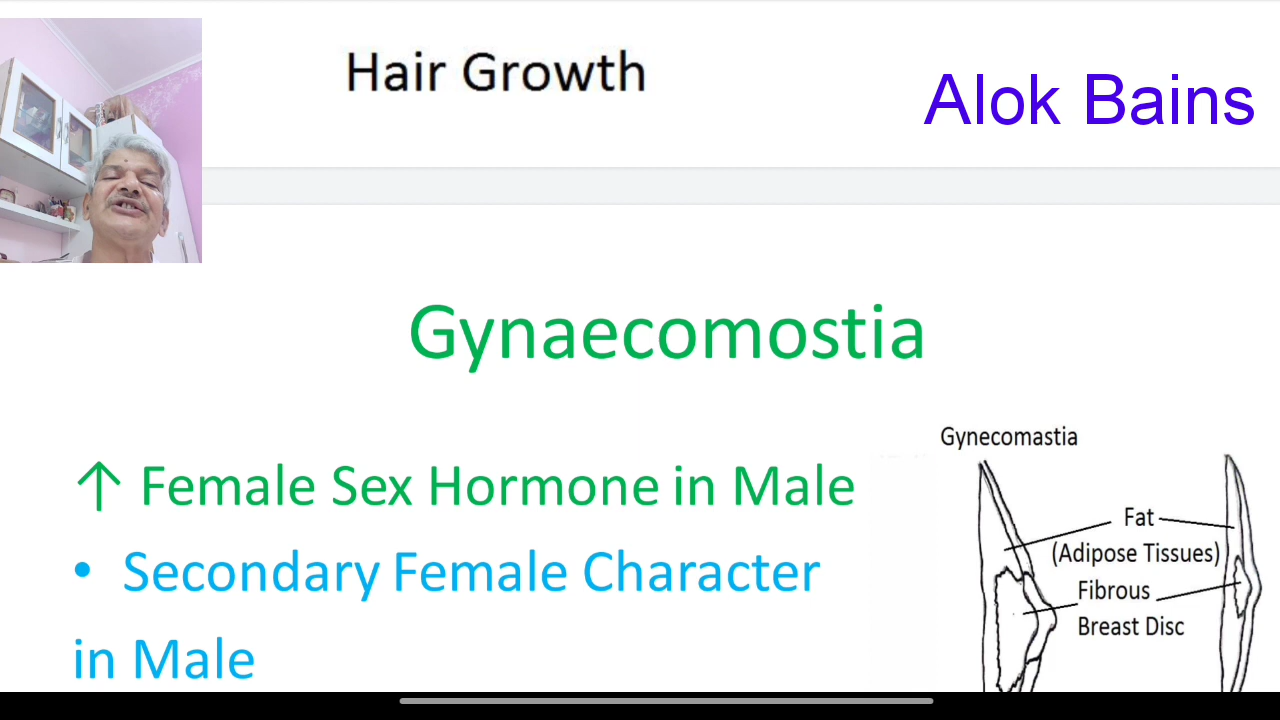 Hair Growth
Alok Bains
Gynaecomostia
↑ Female Sex Hormone in Male
• Secondary Female Character
in Male
Gynecomastia
Fat
(Adipose Tissues)
Fibrous
Breast Disc